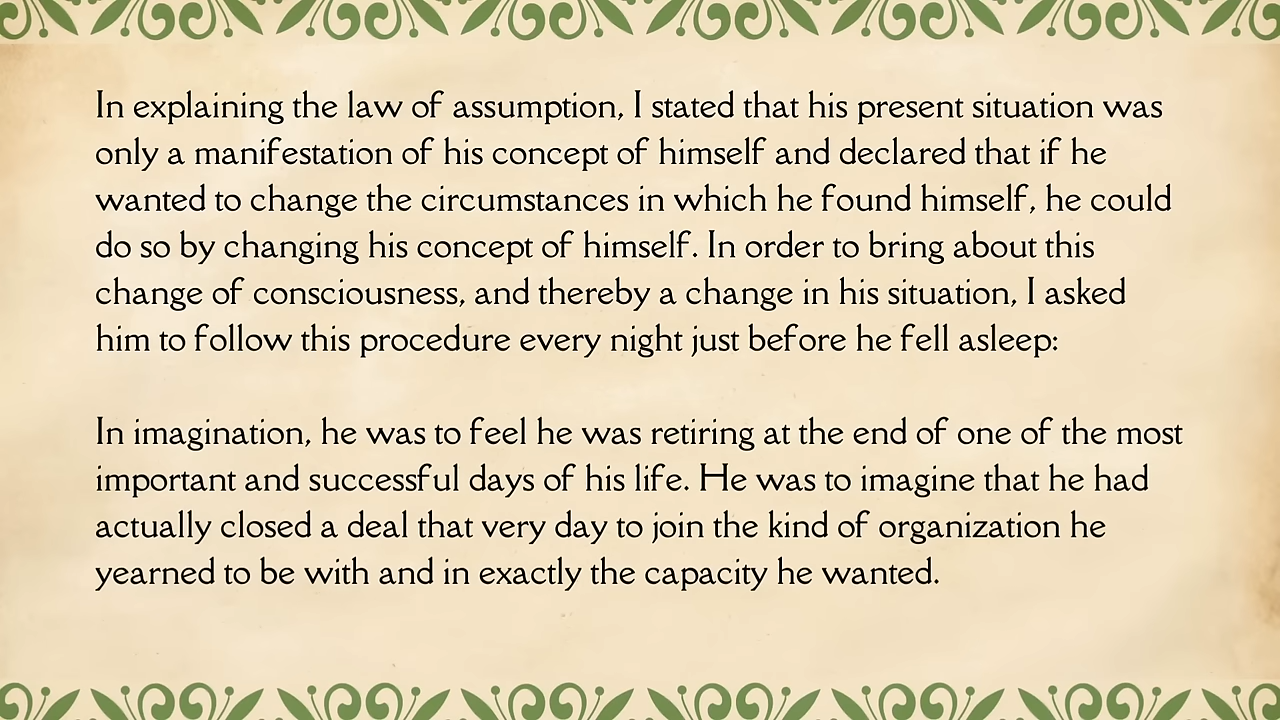 In explaining the law of assumption, I stated that his present situation was
only a manifestation of his concept of himself and declared that if he
wanted to change the circumstances in which he found himself, he could
do so by changing his concept of himself. In order to bring about this
change of consciousness, and thereby a change in his situation, I asked
him to follow this procedure every night just before he fell asleep:
In imagination, he was to feel he was retiring at the end of one of the most
important and successful days of his life. He was to imagine that he had
actually closed a deal that very day to join the kind of organization he
yearned to be with and in exactly the capacity he wanted.